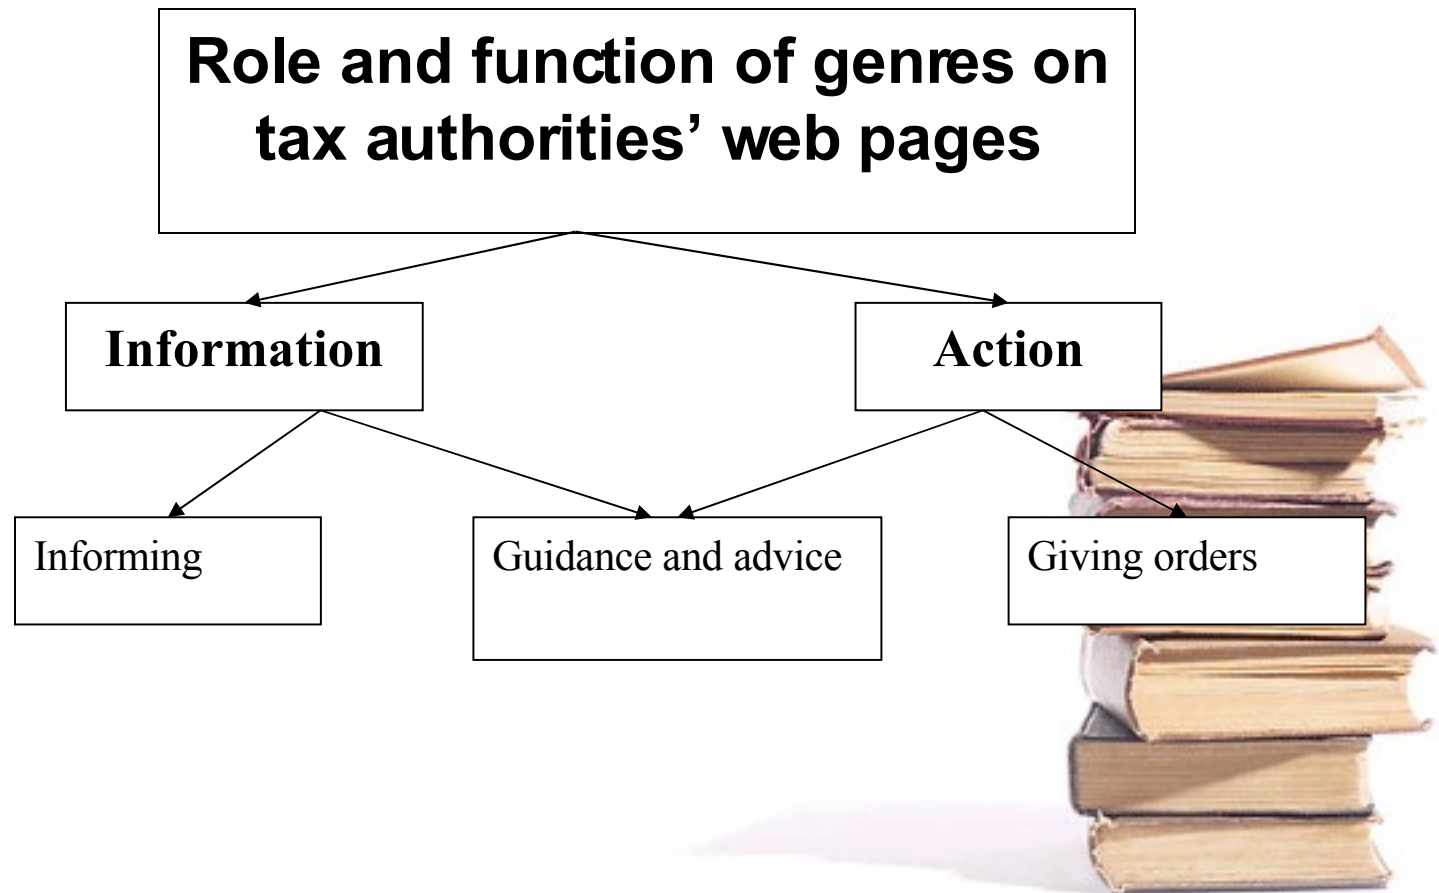 Role and function of genres on
tax authorities’ web pages
Information
Action
Informing
Guidance and advice
Giving orders